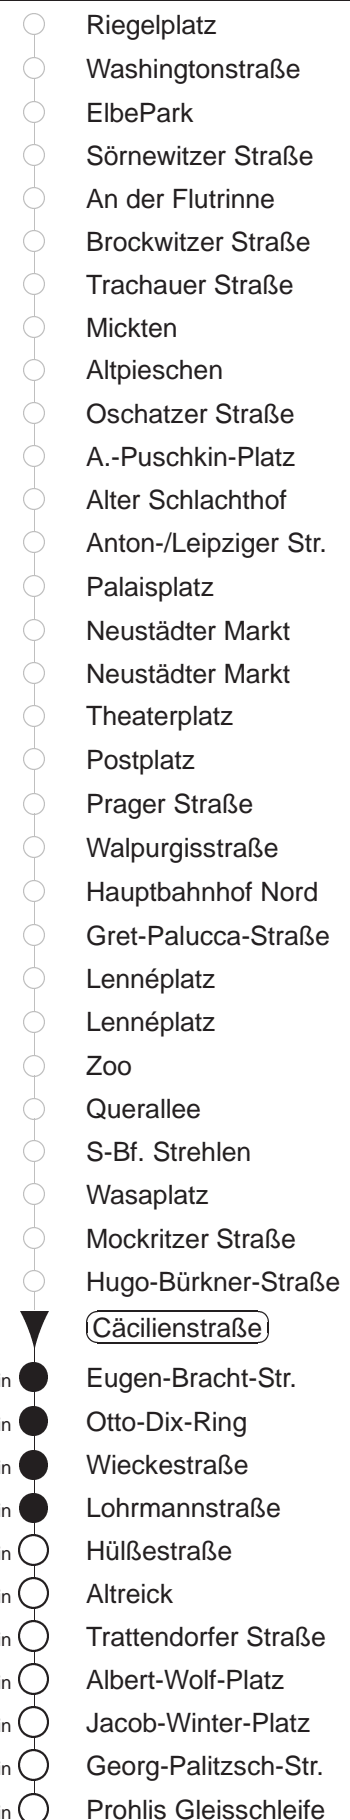 Riegelplatz
Washingtonstraße
ElbePark
Sörnewitzer Straße
An der Flutrinne
Brockwitzer Straße
Trachauer Straße
Mickten
Altpieschen
Oschatzer Straße
A.-Puschkin-Platz
Alter Schlachthof
Anton-/Leipziger Str.
Palaisplatz
Neustädter Markt
Neustädter Markt
Theaterplatz
Postplatz
Prager Straße
Walpurgisstraße
Hauptbahnhof Nord
Gret-Palucca-Straße
Lennéplatz
Lennéplatz
Zoo
Querallee
S-Bf. Strehlen
Wasaplatz
Mockritzer Straße
Hugo-Bürkner-Straße
Cäcilienstraße
Eugen-Bracht-Str.
Otto-Dix-Ring
Wieckestraße
Lohrmannstraße
Hülßestraße
Altreick
Trattendorfer Straße
Albert-Wolf-Platz
Jacob-Winter-Platz
Georg-Palitzsch-Str.
Prohlis Gleisschleife